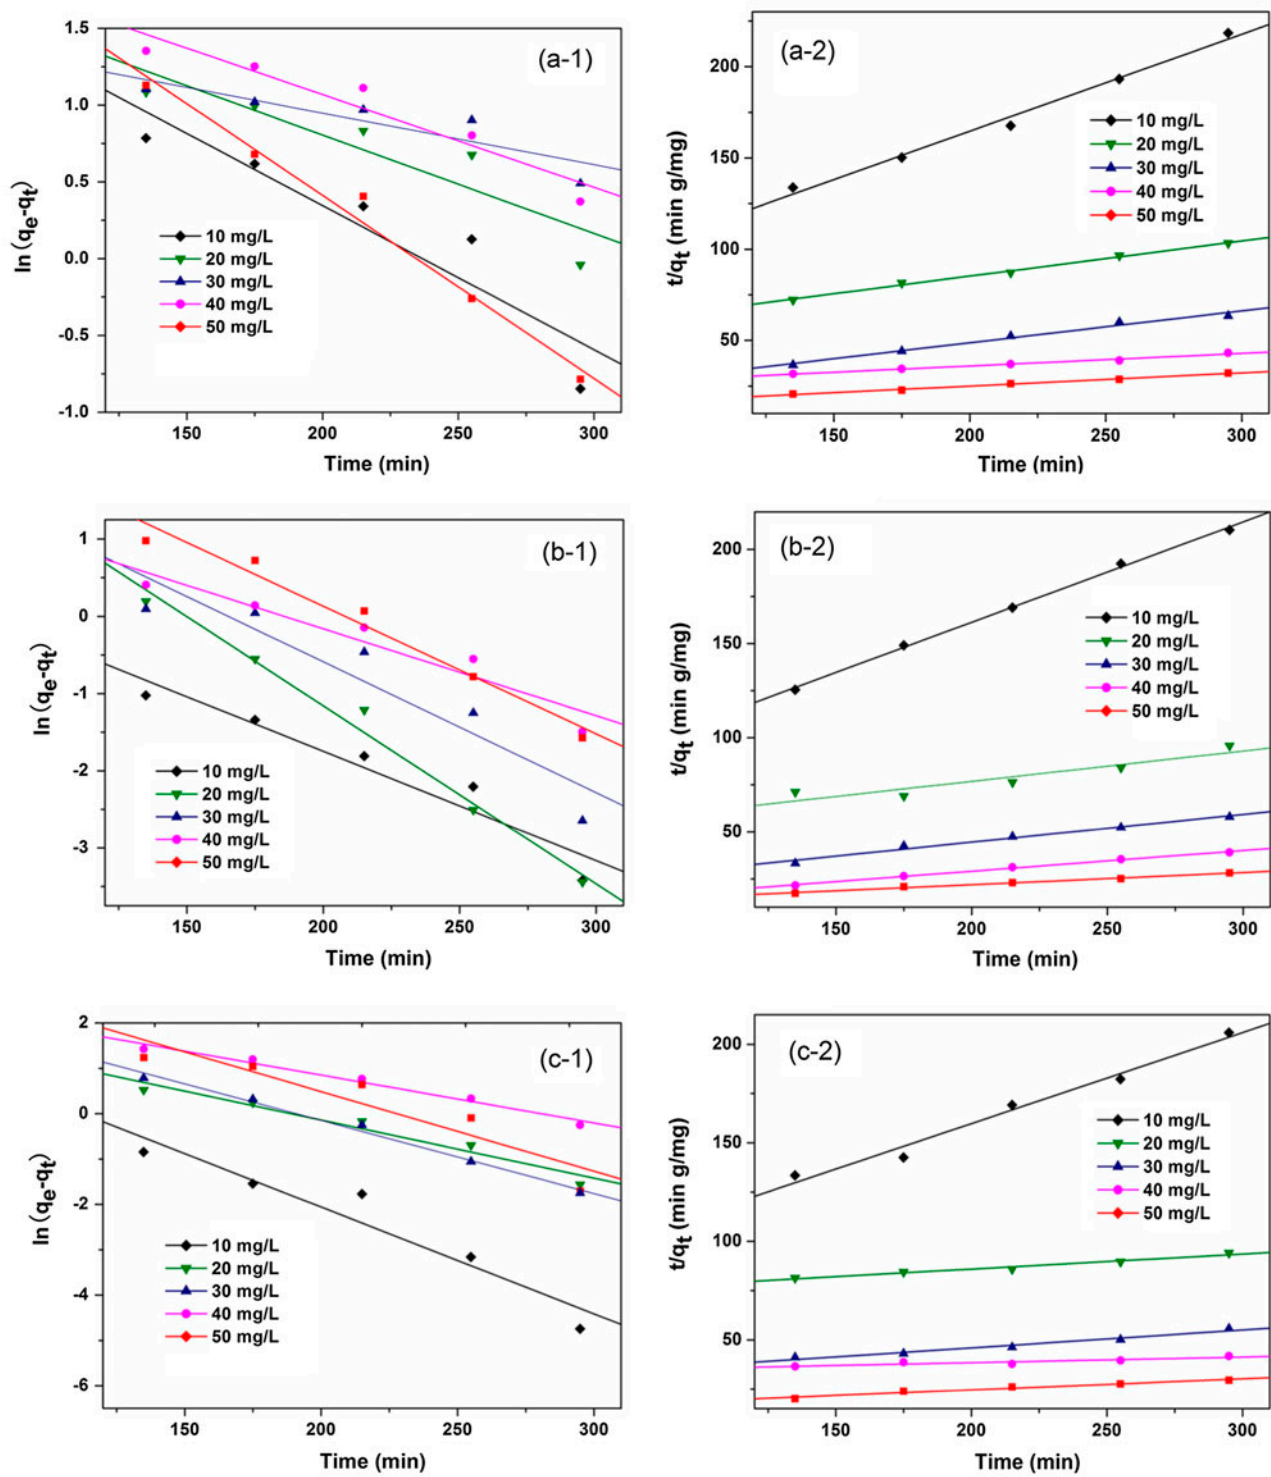 (a-1)
1.5
1.0
0.5
0.0
-0.5
-1.0
ln (qe-qt)
10 mg/L
20 mg/L
30 mg/L
40 mg/L
50 mg/L
150 200 250 300
Time (min)
(a-2)
200
150
100
50
t/qt (min g/mg)
10 mg/L
20 mg/L
30 mg/L
40 mg/L
50 mg/L
150 200 250 300
Time (min)
(b-1)
1
0
-1
-2
-3
ln (qe-qt)
10 mg/L
20 mg/L
30 mg/L
40 mg/L
50 mg/L
150 200 250 300
Time (min)
(b-2)
200
150
100
50
t/qt (min g/mg)
10 mg/L
20 mg/L
30 mg/L
40 mg/L
50 mg/L
150 200 250 300
Time (min)
(c-1)
2
0
-2
-4
-6
ln (qe-qt)
10 mg/L
20 mg/L
30 mg/L
40 mg/L
50 mg/L
150 200 250 300
Time (min)
(c-2)
200
150
100
50
t/qt (min g/mg)
10 mg/L
20 mg/L
30 mg/L
40 mg/L
50 mg/L
150 200 250 300
Time (min)